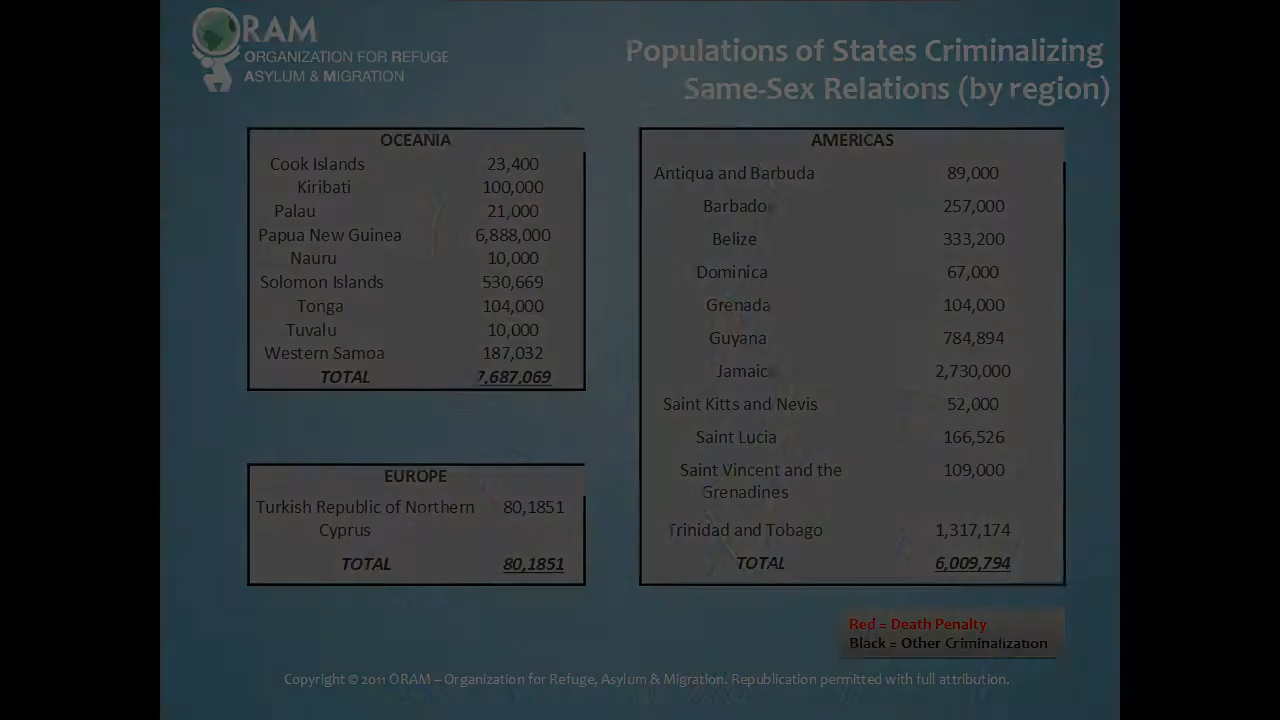 ORAM
ORGANIZATION FOR REFUGE
ASYLUM & MIGRATION
Populations of States Criminalizing
Same-Sex Relations (by region)
OCEANIA
Cook Islands 23,400
Kiribati 100,000
Palau 21,000
Papua New Guinea 6,888,000
Nauru 10,000
Solomon Islands 530,669
Tonga 104,000
Tuvalu 10,000
Western Samoa 187,032
TOTAL 7,687,069
EUROPE
Turkish Republic of Northern 80,1851
Cyprus
TOTAL 80,1851
AMERICAS
Antiqua and Barbuda 89,000
Barbados 257,000
Belize 333,200
Dominica 67,000
Grenada 104,000
Guyana 784,894
Jamaica 2,730,000
Saint Kitts and Nevis 52,000
Saint Lucia 166,526
Saint Vincent and the 109,000
Grenadines
Trinidad and Tobago 1,317,174
TOTAL 6,009,794
Red = Death Penalty
Black = Other Criminalization
Copyright © 2011 ORAM – Organization for Refuge, Asylum & Migration. Republication permitted with full attribution.